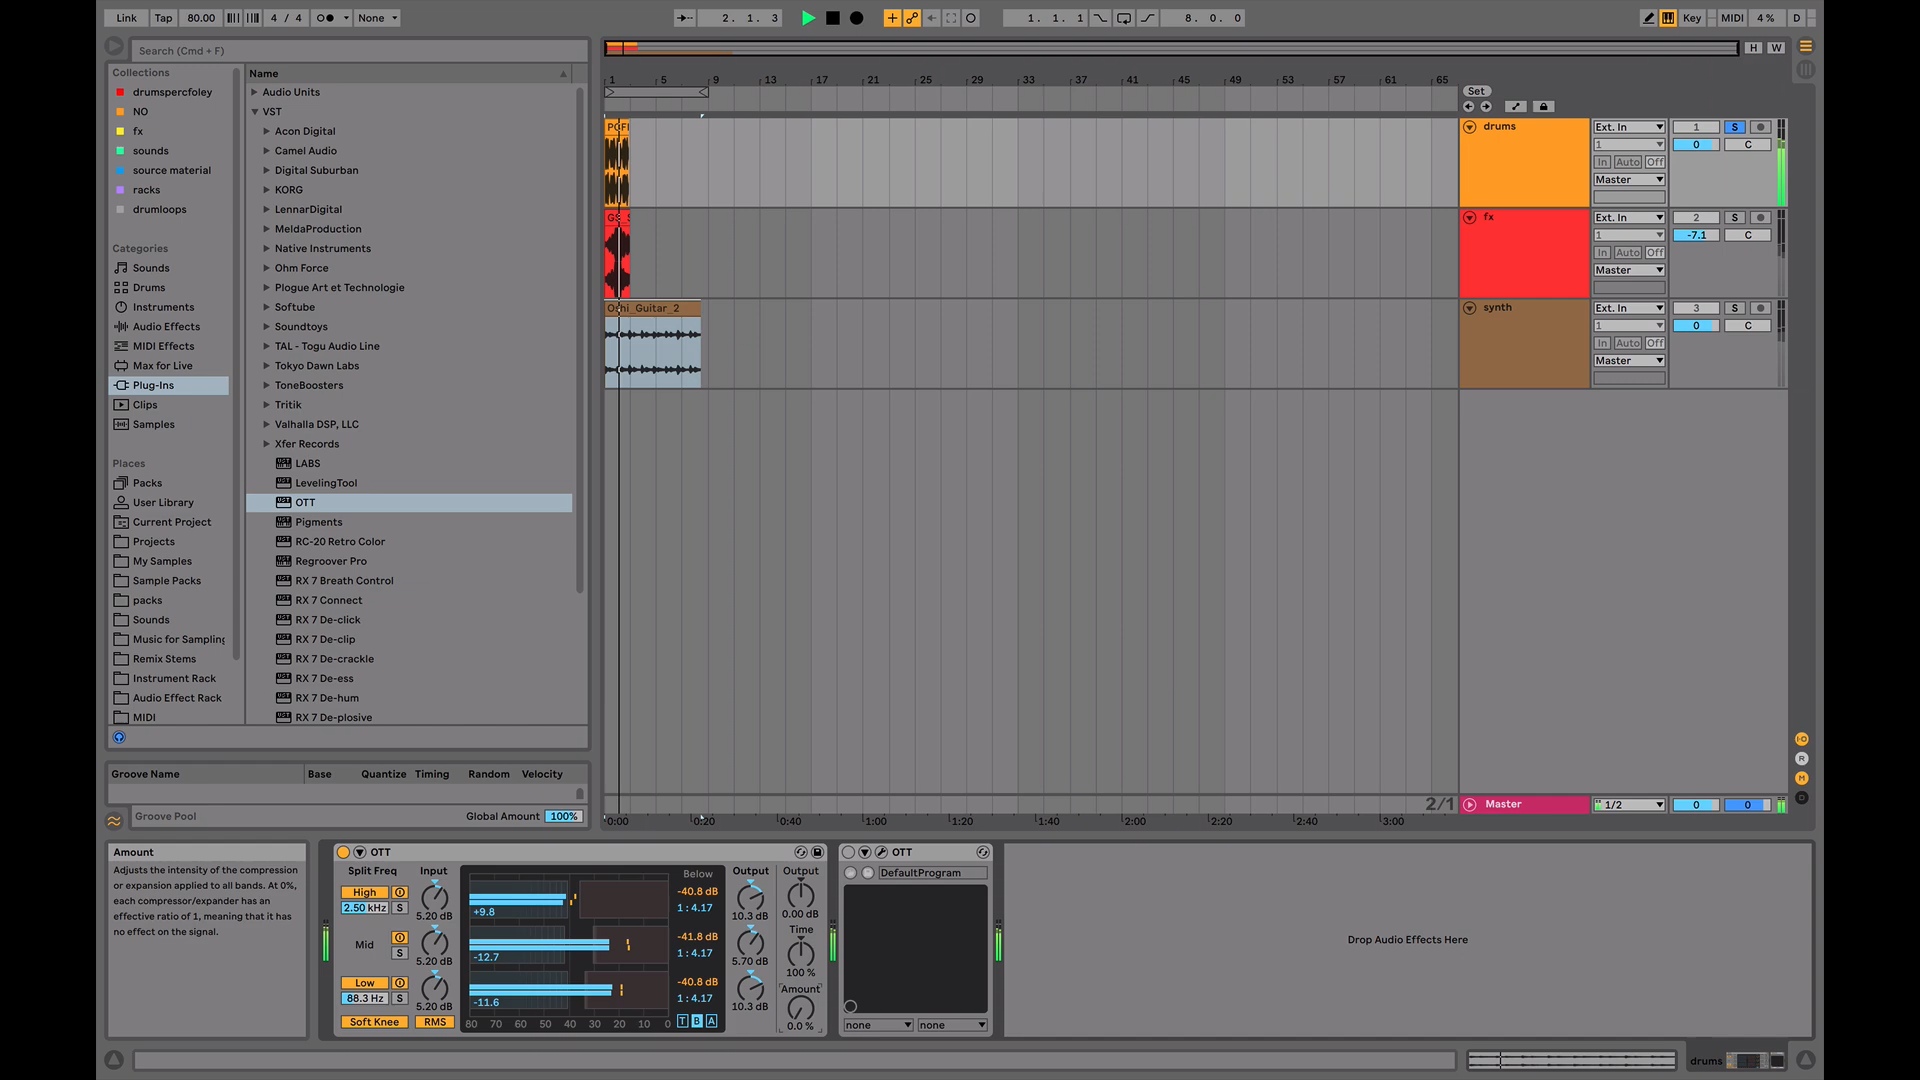 Link Tap 80.00 4 / 4 None 2. 1. 3 1. 1. 1 8. 0. 0 Key MIDI 4 % D
Search (Cmd + F)
H W
Collections
drumspercfoley
NO
fx
sounds
source material
racks
drumloops
Categories
Sounds
Drums
Instruments
Audio Effects
MIDI Effects
Max for Live
Plug-Ins
Clips
Samples
Places
Packs
User Library
Current Project
Projects
My Samples
Sample Packs
packs
Sounds
Music for Sampling
Remix Stems
Instrument Rack
Audio Effect Rack
MIDI
Name
Audio Units
VST
Acon Digital
Camel Audio
Digital Suburban
KORG
LennarDigital
MeldaProduction
Native Instruments
Ohm Force
Plogue Art et Technologie
Softube
Soundtoys
TAL - Togu Audio Line
Tokyo Dawn Labs
ToneBoosters
Tritik
Valhalla DSP, LLC
Xfer Records
LABS
LevelingTool
OTT
Pigments
RC-20 Retro Color
Regroover Pro
RX 7 Breath Control
RX 7 Connect
RX 7 De-click
RX 7 De-clip
RX 7 De-crackle
RX 7 De-ess
RX 7 De-hum
RX 7 De-plosive
Groove Name Base Quantize Timing Random Velocity
Groove Pool Global Amount 100%
1 5 9 13 17 21 25 29 33 37 41 45 49 53 57 61 65
Set
drums Ext. In 1 S
1 0 C
In Auto Off
Master
fx Ext. In 2 S
1 -7.1 C
In Auto Off
Master
Oshi_Guitar_2
synth Ext. In 3 S
1 0 C
In Auto Off
Master
I·O
R
M
D
2/1 Master 1/2 0 0
0:00 0:20 0:40 1:00 1:20 1:40 2:00 2:20 2:40 3:00
Amount
Adjusts the intensity of the compression
or expansion applied to all bands. At 0%,
each compressor/expander has an
effective ratio of 1, meaning that it has
no effect on the signal.
OTT
Split Freq Input Below Output Output
High -40.8 dB
2.50 kHz S 5.20 dB +9.8 1 : 4.17 10.3 dB 0.00 dB
Time
Mid -41.8 dB
S 5.20 dB -12.7 1 : 4.17 5.70 dB 100 %
Low -40.8 dB Amount
88.3 Hz S 5.20 dB -11.6 1 : 4.17 10.3 dB
Soft Knee RMS 80 70 60 50 40 30 20 10 0 T B A 0.0 %
OTT
DefaultProgram
none none
Drop Audio Effects Here
drums